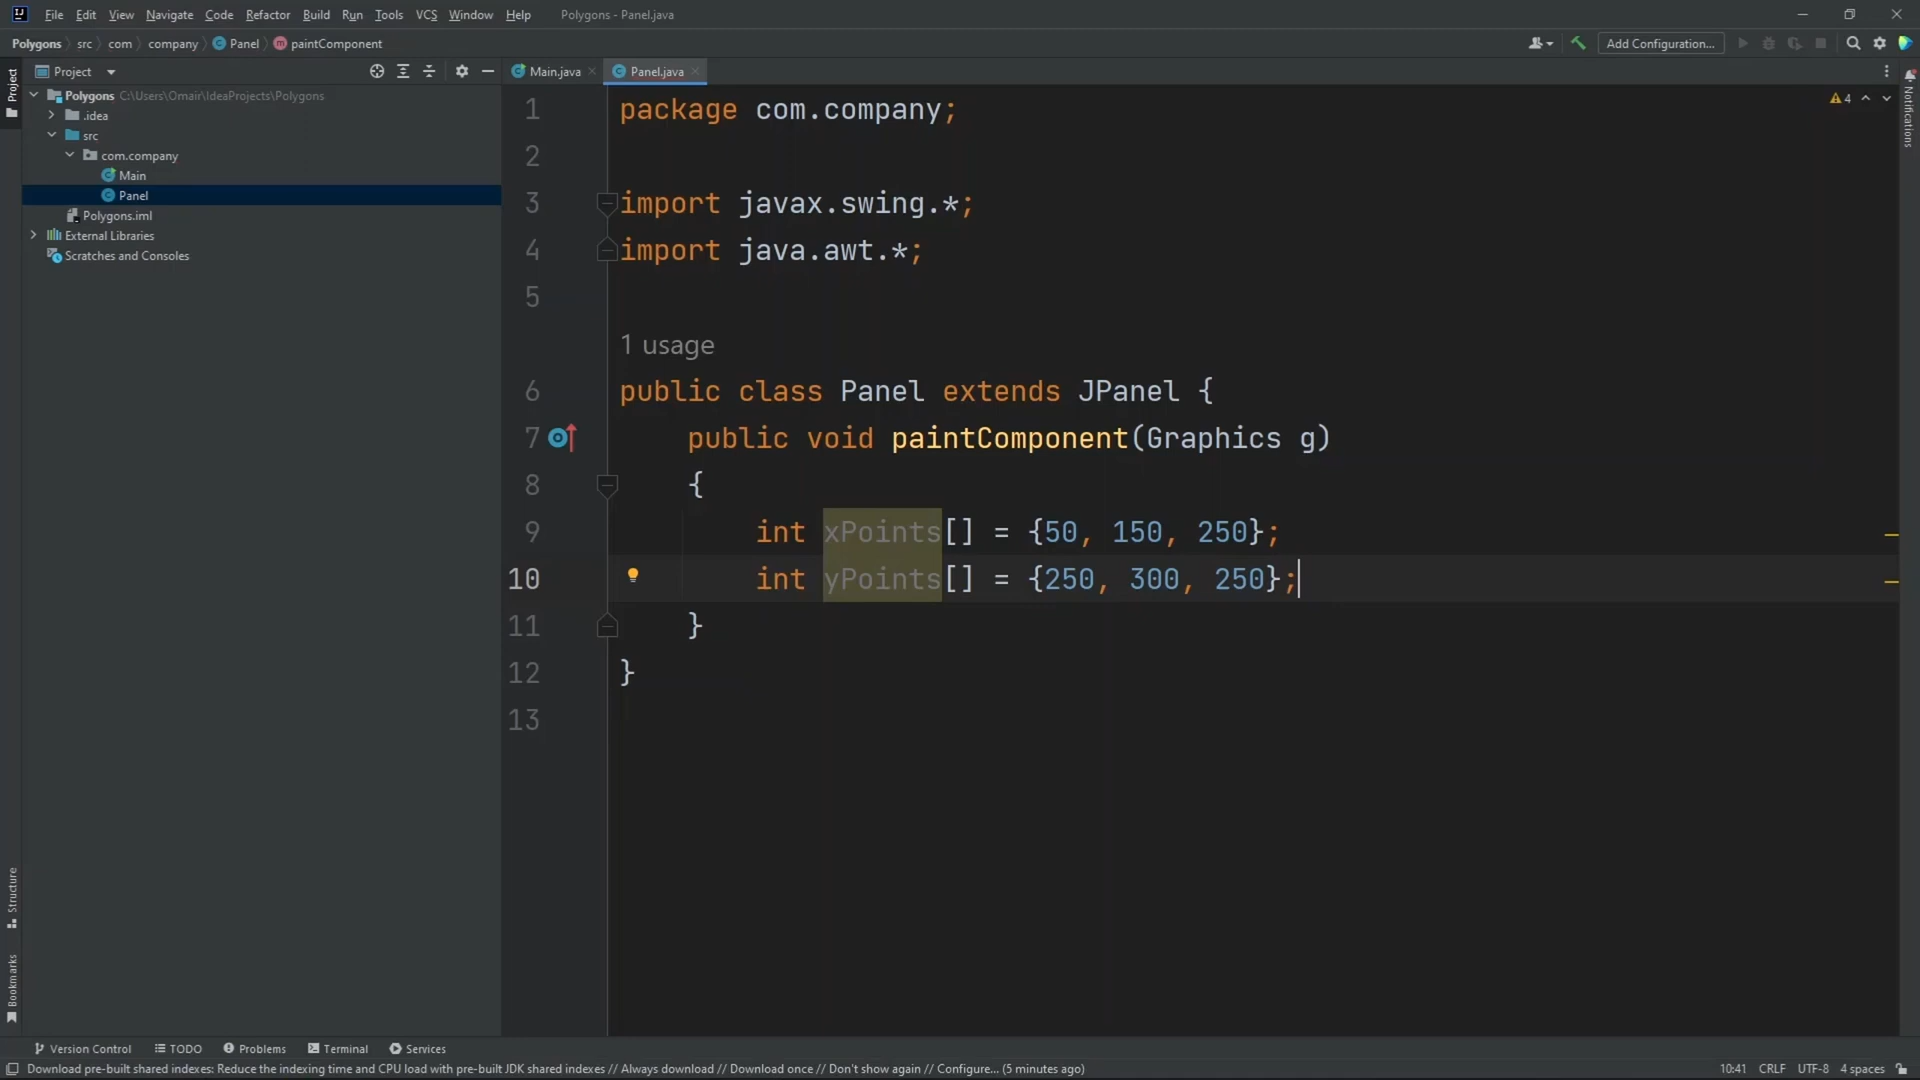 File Edit View Navigate Code Refactor Build Run Tools VCS Window Help Polygons - Panel.java
Polygons src com company Panel paintComponent
Add Configuration...
Project
Polygons C:\Users\Omair\IdeaProjects\Polygons
.idea
src
com.company
Main
Panel
Polygons.iml
External Libraries
Scratches and Consoles
Project
Structure
Bookmarks
Main.java Panel.java
4
Notifications
1 package com.company;
2
3 import javax.swing.*;
4 import java.awt.*;
5
1 usage
6 public class Panel extends JPanel {
7 public void paintComponent(Graphics g)
8 {
9 int xPoints[] = {50, 150, 250};
10 int yPoints[] = {250, 300, 250};
11 }
12 }
13
Version Control TODO Problems Terminal Services
Download pre-built shared indexes: Reduce the indexing time and CPU load with pre-built JDK shared indexes // Always download // Download once // Don't show again // Configure... (5 minutes ago)
10:41 CRLF UTF-8 4 spaces